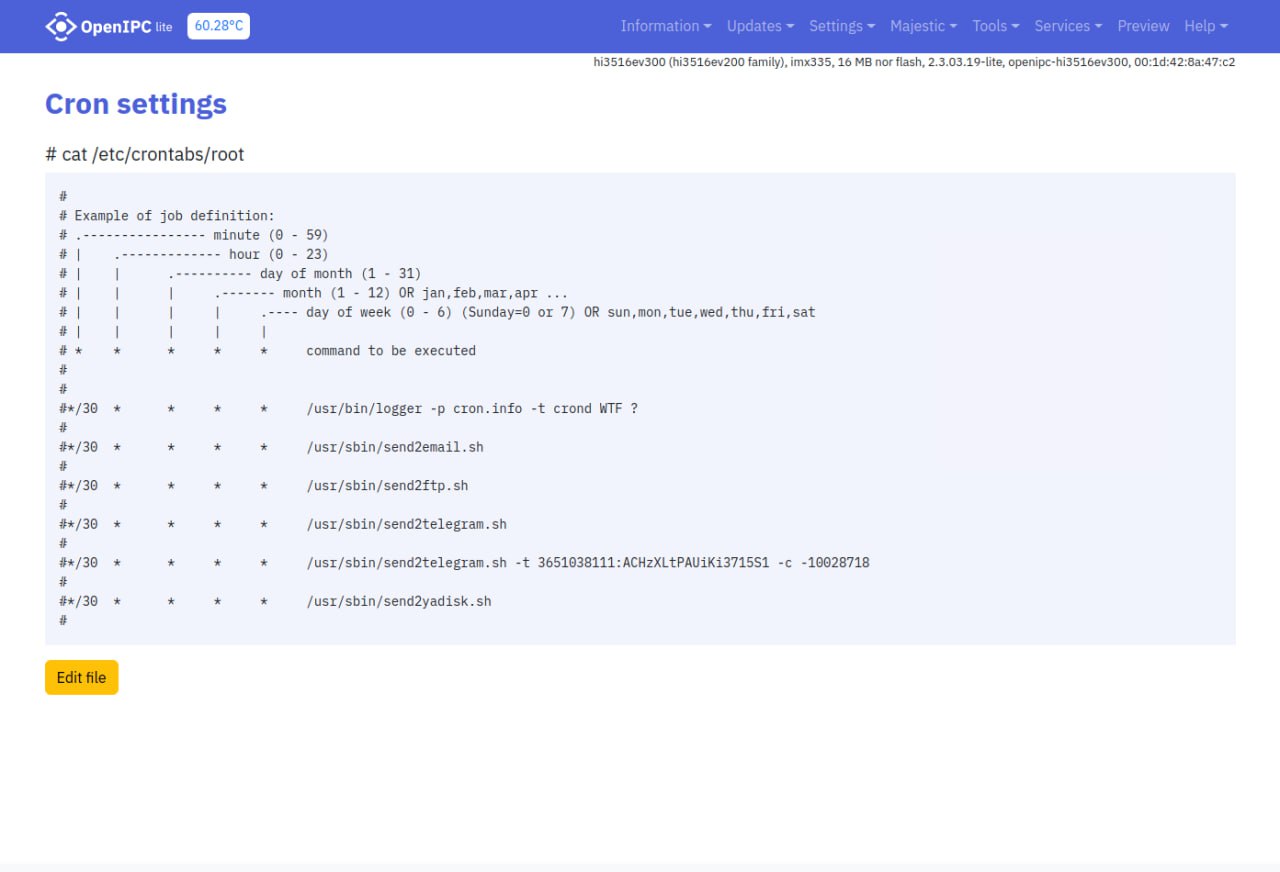 OpenIPC lite 60.28°C Information Updates Settings Majestic Tools Services Preview Help
hi3516ev300 (hi3516ev200 family), imx335, 16 MB nor flash, 2.3.03.19-lite, openipc-hi3516ev300, 00:1d:42:8a:47:c2
Cron settings
# cat /etc/crontabs/root
#
# Example of job definition:
# .---------------- minute (0 - 59)
# |    .------------- hour (0 - 23)
# |    |      .---------- day of month (1 - 31)
# |    |      |     .------- month (1 - 12) OR jan,feb,mar,apr ...
# |    |      |     |     .---- day of week (0 - 6) (Sunday=0 or 7) OR sun,mon,tue,wed,thu,fri,sat
# |    |      |     |     |
# *    *      *     *     *     command to be executed
#
#
#*/30  *      *     *     *     /usr/bin/logger -p cron.info -t crond WTF ?
#
#*/30  *      *     *     *     /usr/sbin/send2email.sh
#
#*/30  *      *     *     *     /usr/sbin/send2ftp.sh
#
#*/30  *      *     *     *     /usr/sbin/send2telegram.sh
#
#*/30  *      *     *     *     /usr/sbin/send2telegram.sh -t 3651038111:ACHzXLtPAUiKi3715S1 -c -10028718
#
#*/30  *      *     *     *     /usr/sbin/send2yadisk.sh
#
Edit file